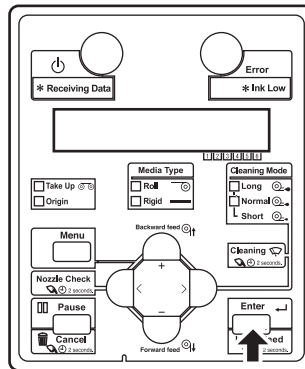 Error
* Receiving Data
* Ink Low
1 2 3 4 5 6
Media Type
Cleaning Mode
Take Up
Roll
Long
Origin
Rigid
Normal
Short
Menu
Backward feed
Cleaning
2 seconds.
+
Nozzle Check
2 seconds.
< >
Pause
Enter
−
Cancel
2 seconds.
Forward feed
2 seconds.